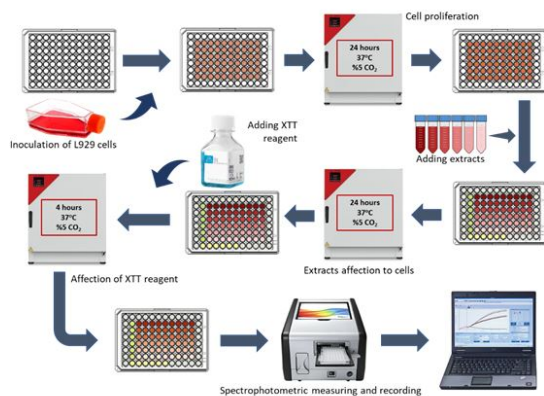 Cell proliferation
24 hours
37°C
%5 CO₂
Inoculation of L929 cells
Adding XTT
reagent
Adding extracts
4 hours
37°C
%5 CO₂
24 hours
37°C
%5 CO₂
Extracts affection to cells
Affection of XTT reagent
Spectrophotometric measuring and recording